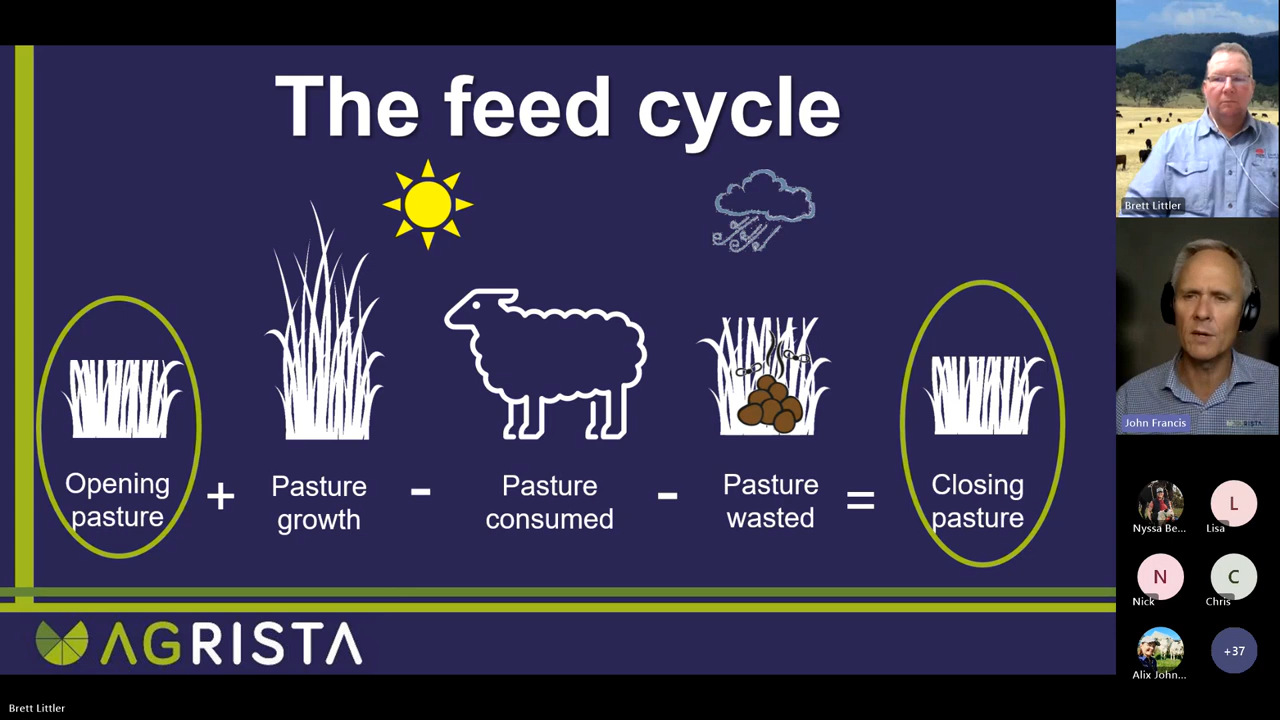 The feed cycle
Opening
pasture
+
Pasture
growth
-
Pasture
consumed
-
Pasture
wasted
=
Closing
pasture
AGRISTA
Brett Littler
John Francis
Nyssa Be...
L
Lisa
N
Nick
C
Chris
Alix John...
+37
Brett Littler